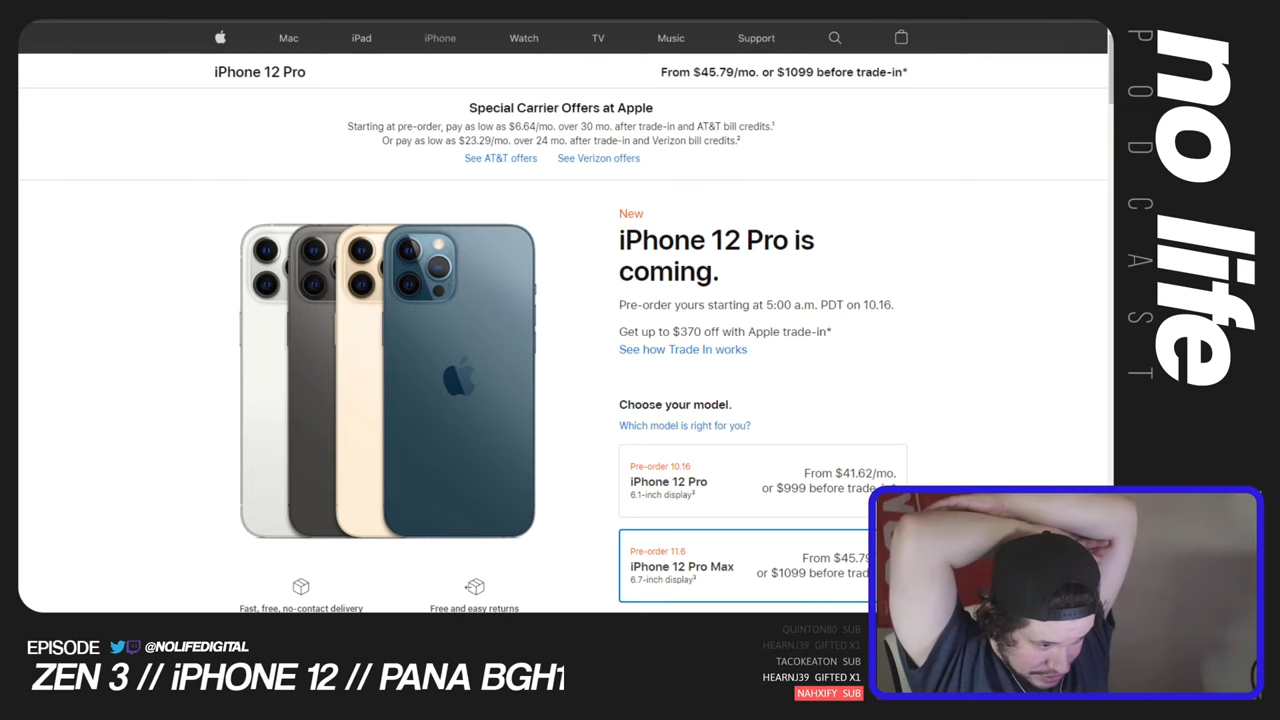 Mac
iPad
iPhone
Watch
TV
Music
Support
iPhone 12 Pro
From $45.79/mo. or $1099 before trade-in*
Special Carrier Offers at Apple
Starting at pre-order, pay as low as $6.64/mo. over 30 mo. after trade-in and AT&T bill credits.¹
Or pay as low as $23.29/mo. over 24 mo. after trade-in and Verizon bill credits.²
See AT&T offers
See Verizon offers
New
iPhone 12 Pro is
coming.
Pre-order yours starting at 5:00 a.m. PDT on 10.16.
Get up to $370 off with Apple trade-in*
See how Trade In works
Choose your model.
Which model is right for you?
Pre-order 10.16
iPhone 12 Pro
6.1-inch display³
From $41.62/mo.
or $999 before trade-
Pre-order 11.6
iPhone 12 Pro Max
6.7-inch display³
From $45.79
or $1099 before trad
Fast, free, no-contact delivery
Free and easy returns
no life
PODCAST
EPISODE
@NOLIFEDIGITAL
ZEN 3 // iPHONE 12 // PANA BGH1
QUINTON80 SUB
HEARNJ39 GIFTED X1
TACOKEATON SUB
HEARNJ39 GIFTED X1
NAHXIFY SUB